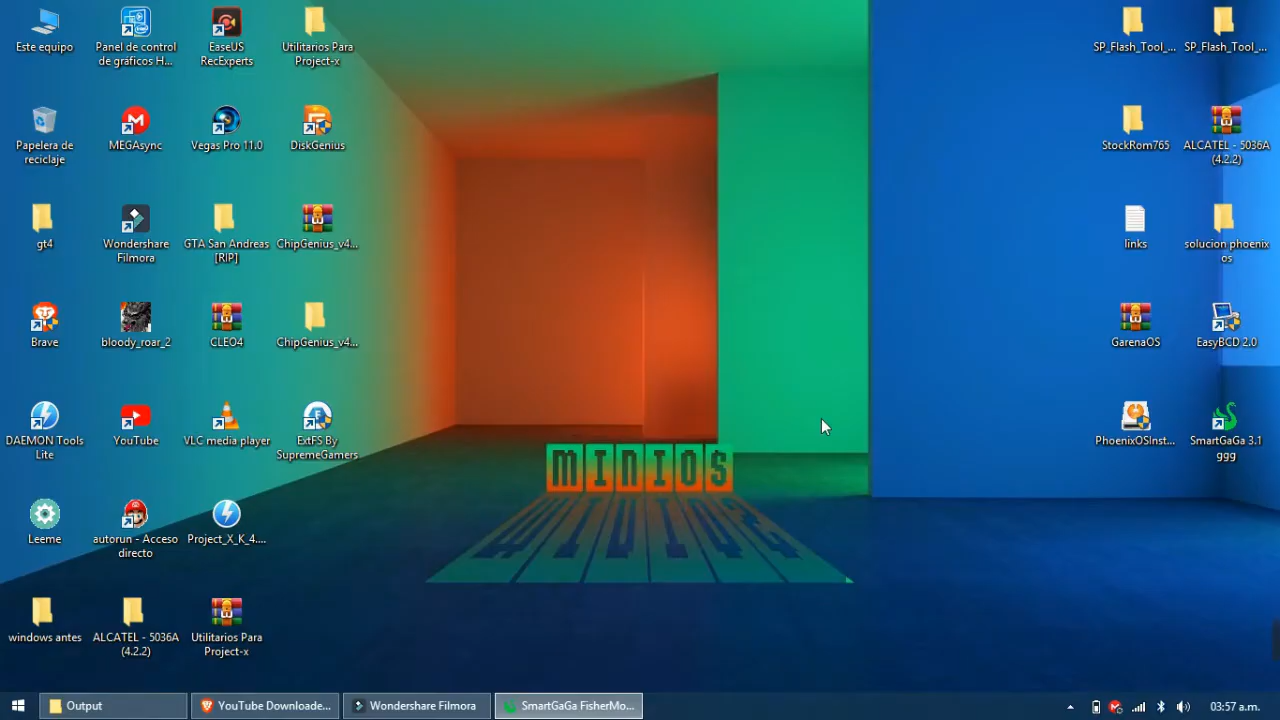 Este equipo
Panel de control
de gráficos H...
EaseUS
RecExperts
Utilitarios Para
Project-x
SP_Flash_Tool_...
SP_Flash_Tool_...
Papelera de
reciclaje
MEGAsync
Vegas Pro 11.0
DiskGenius
StockRom765
ALCATEL - 5036A
(4.2.2)
gt4
Wondershare
Filmora
GTA San Andreas
[RIP]
ChipGenius_v4....
links
solucion phoenix
os
Brave
bloody_roar_2
CLEO4
ChipGenius_v4....
GarenaOS
EasyBCD 2.0
DAEMON Tools
Lite
YouTube
VLC media player
ExtFS By
SupremeGamers
PhoenixOSInst...
SmartGaGa 3.1
ggg
MINIOS
Leeme
autorun - Acceso
directo
Project_X_K_4....
windows antes
ALCATEL - 5036A
(4.2.2)
Utilitarios Para
Project-x
Output
YouTube Downloade...
Wondershare Filmora
SmartGaGa FisherMo...
03:57 a.m.